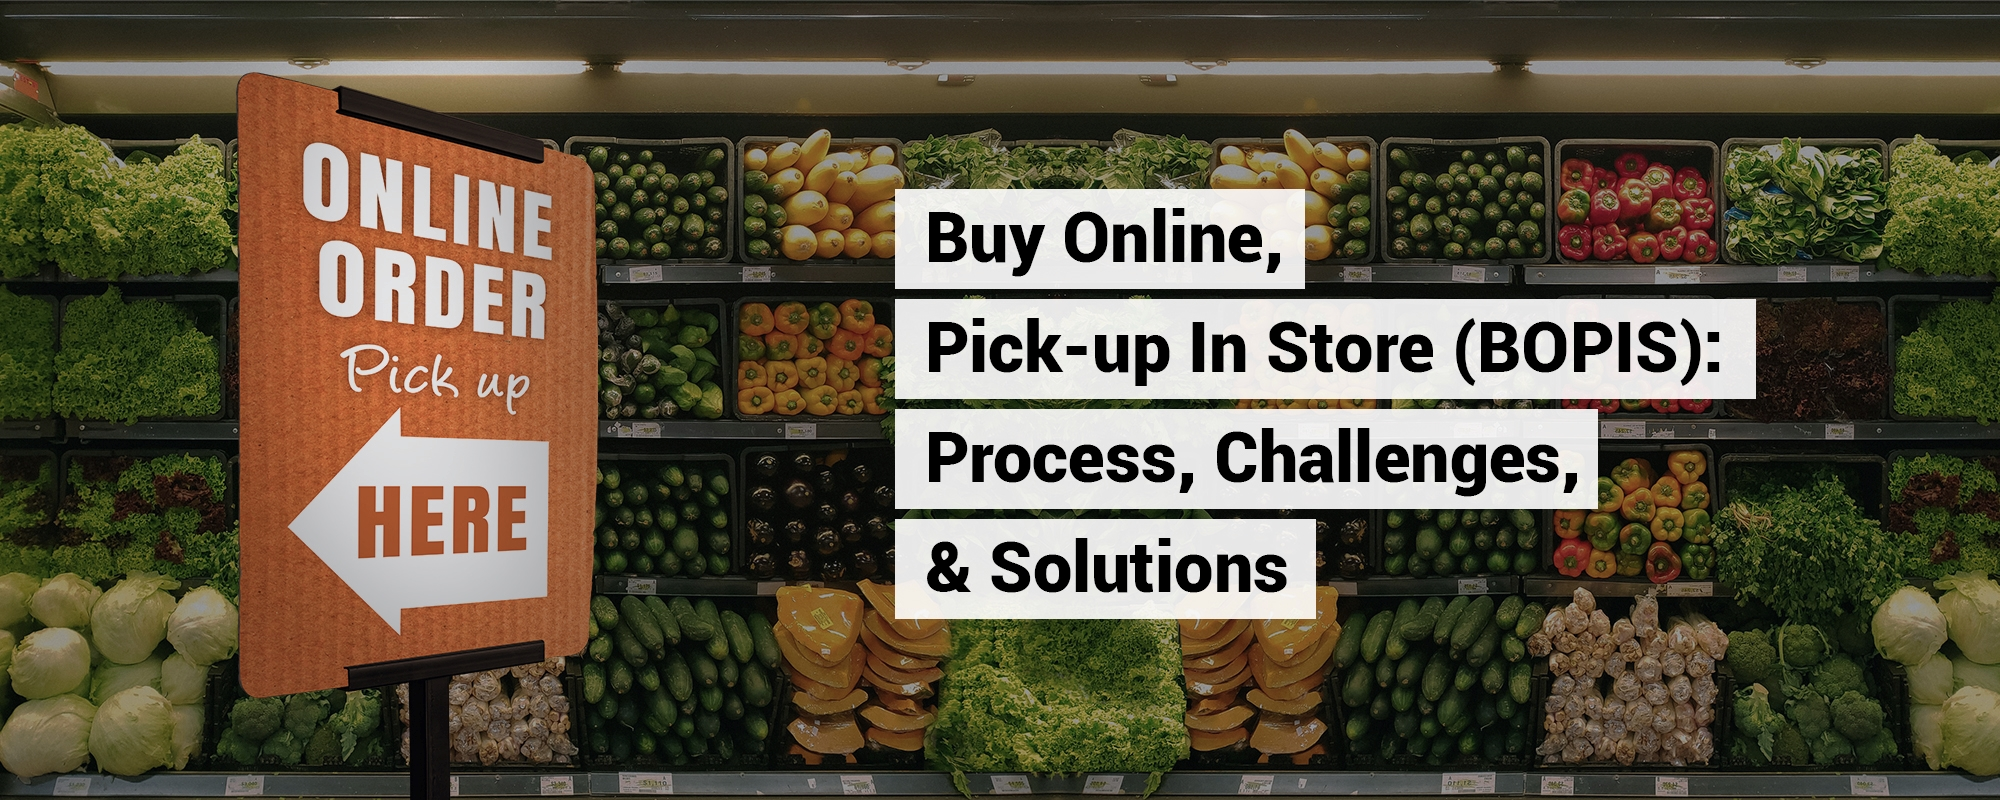 ONLINE
ORDER
Pick up
HERE
Buy Online,
Pick-up In Store (BOPIS):
Process, Challenges,
& Solutions